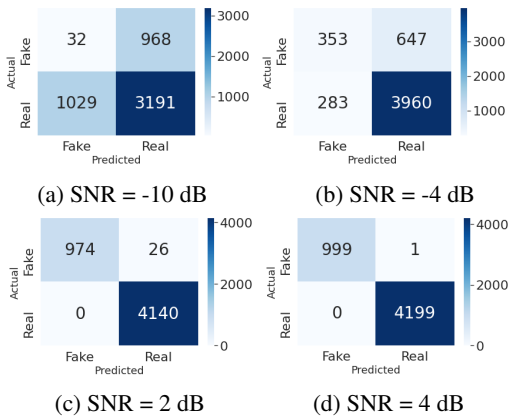 Actual
Fake
Real
32 968
1029 3191
Fake Real
Predicted
3000
2000
1000
(a) SNR = -10 dB
Actual
Fake
Real
353 647
283 3960
Fake Real
Predicted
3000
2000
1000
(b) SNR = -4 dB
Actual
Fake
Real
974 26
0 4140
Fake Real
Predicted
4000
2000
0
(c) SNR = 2 dB
Actual
Fake
Real
999 1
0 4199
Fake Real
Predicted
4000
2000
0
(d) SNR = 4 dB